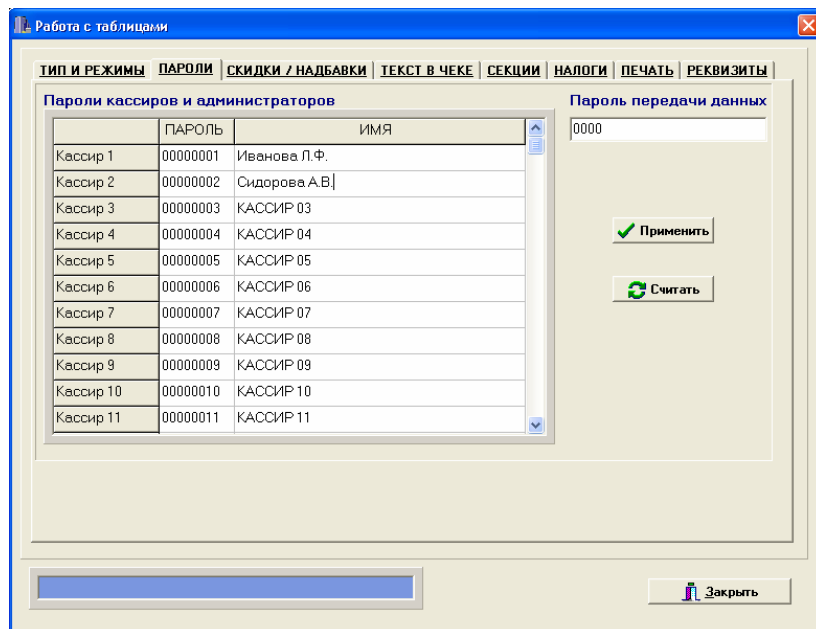 Работа с таблицами
ТИП И РЕЖИМЫ ПАРОЛИ СКИДКИ / НАДБАВКИ ТЕКСТ В ЧЕКЕ СЕКЦИИ НАЛОГИ ПЕЧАТЬ РЕКВИЗИТЫ
Пароли кассиров и администраторов Пароль передачи данных
ПАРОЛЬ ИМЯ 0000
Кассир 1 00000001 Иванова Л.Ф.
Кассир 2 00000002 Сидорова А.В.
Кассир 3 00000003 КАССИР 03
Кассир 4 00000004 КАССИР 04 Применить
Кассир 5 00000005 КАССИР 05
Кассир 6 00000006 КАССИР 06 Считать
Кассир 7 00000007 КАССИР 07
Кассир 8 00000008 КАССИР 08
Кассир 9 00000009 КАССИР 09
Кассир 10 00000010 КАССИР 10
Кассир 11 00000011 КАССИР 11
Закрыть